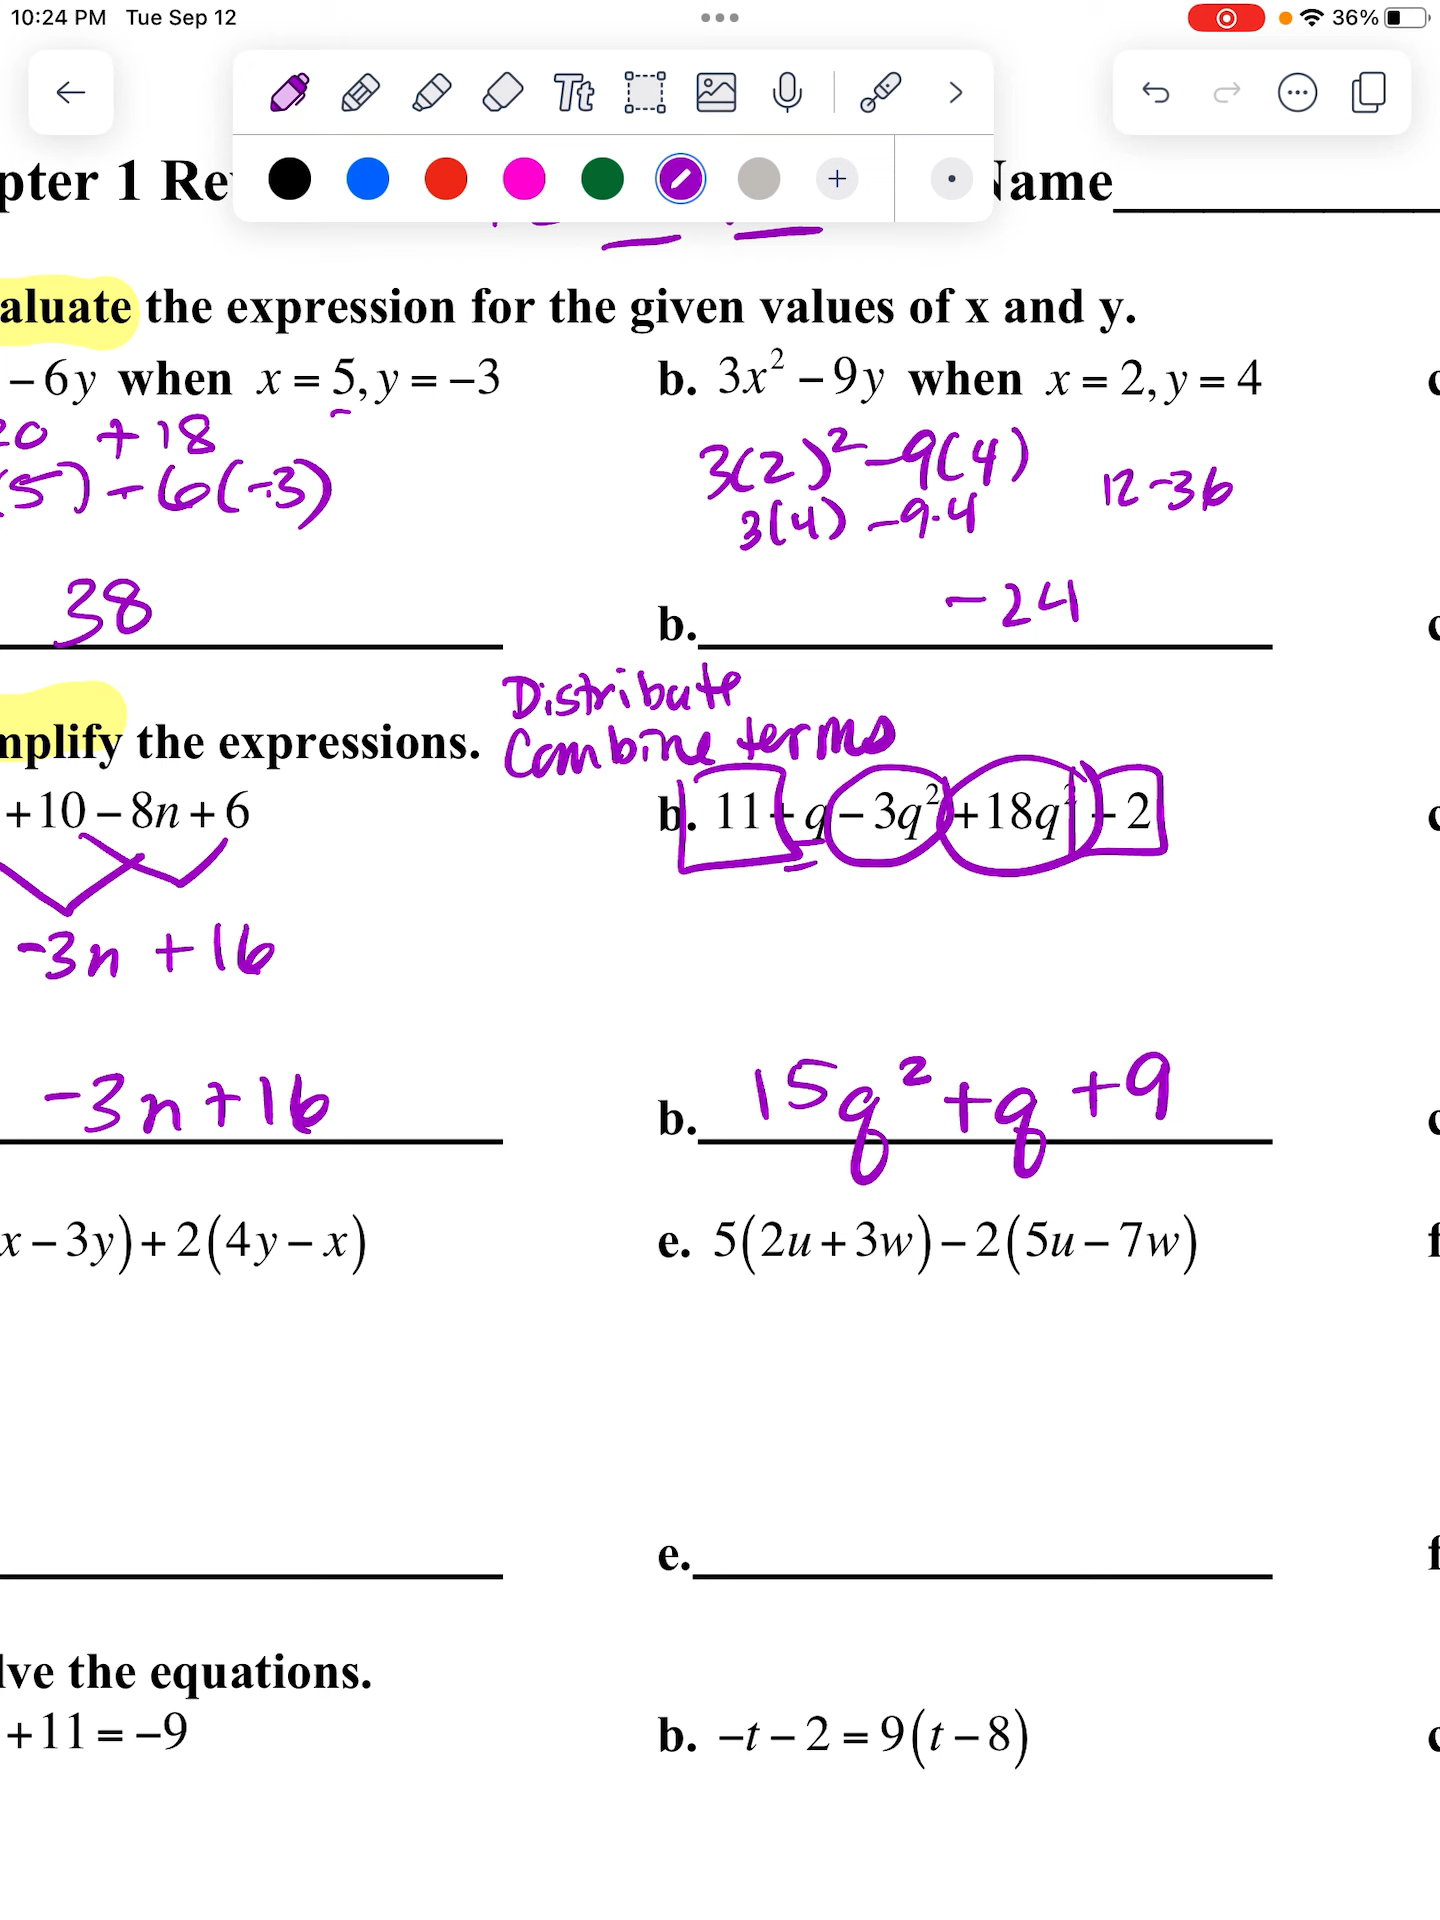 10:24 PM Tue Sep 12 36%
Tt
pter 1 Re Name
aluate the expression for the given values of x and y.
– 6y when x = 5, y = –3 b. 3x² – 9y when x = 2, y = 4 c
20 + 18 3(2)² – 9(4)
(5) – 6(-3) 3(4) – 9·4 12 -36
38 b. -24 c
Distribute
mplify the expressions. Combine terms
+10 – 8n + 6 b. 11 + q – 3q² + 18q² – 2 c
-3n + 16
-3n + 16 b. 15q² + q + 9 c
x – 3y) + 2(4y – x) e. 5(2u + 3w) – 2(5u – 7w) f
e. f
lve the equations.
+11 = –9 b. –t – 2 = 9(t – 8) c